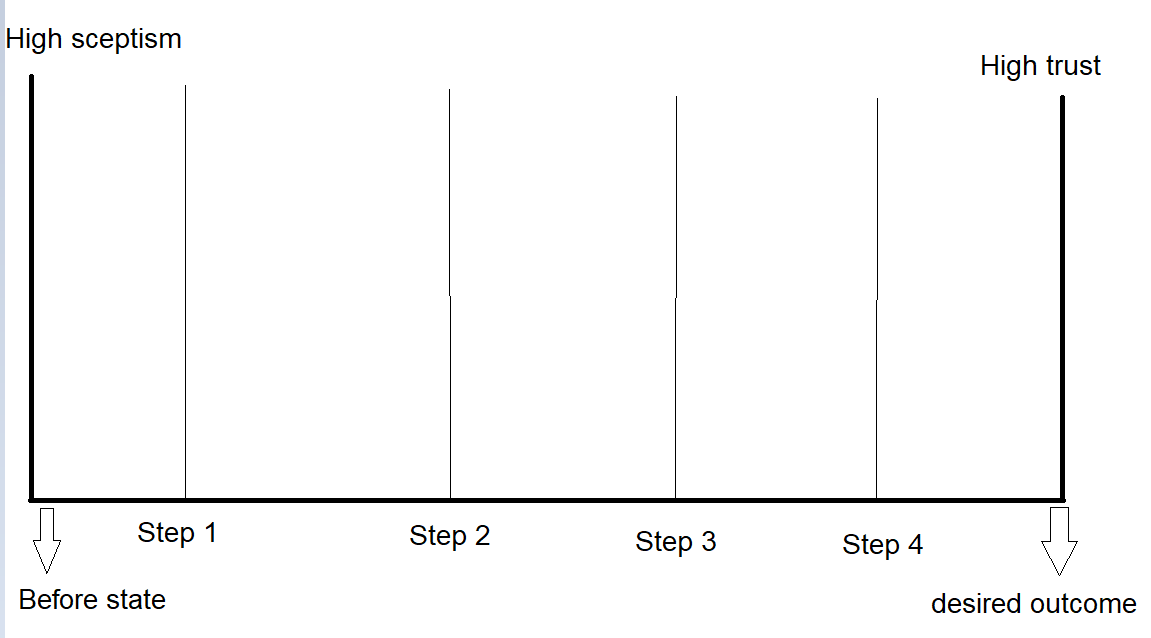 High sceptism
High trust
Step 1
Step 2
Step 3
Step 4
Before state
desired outcome